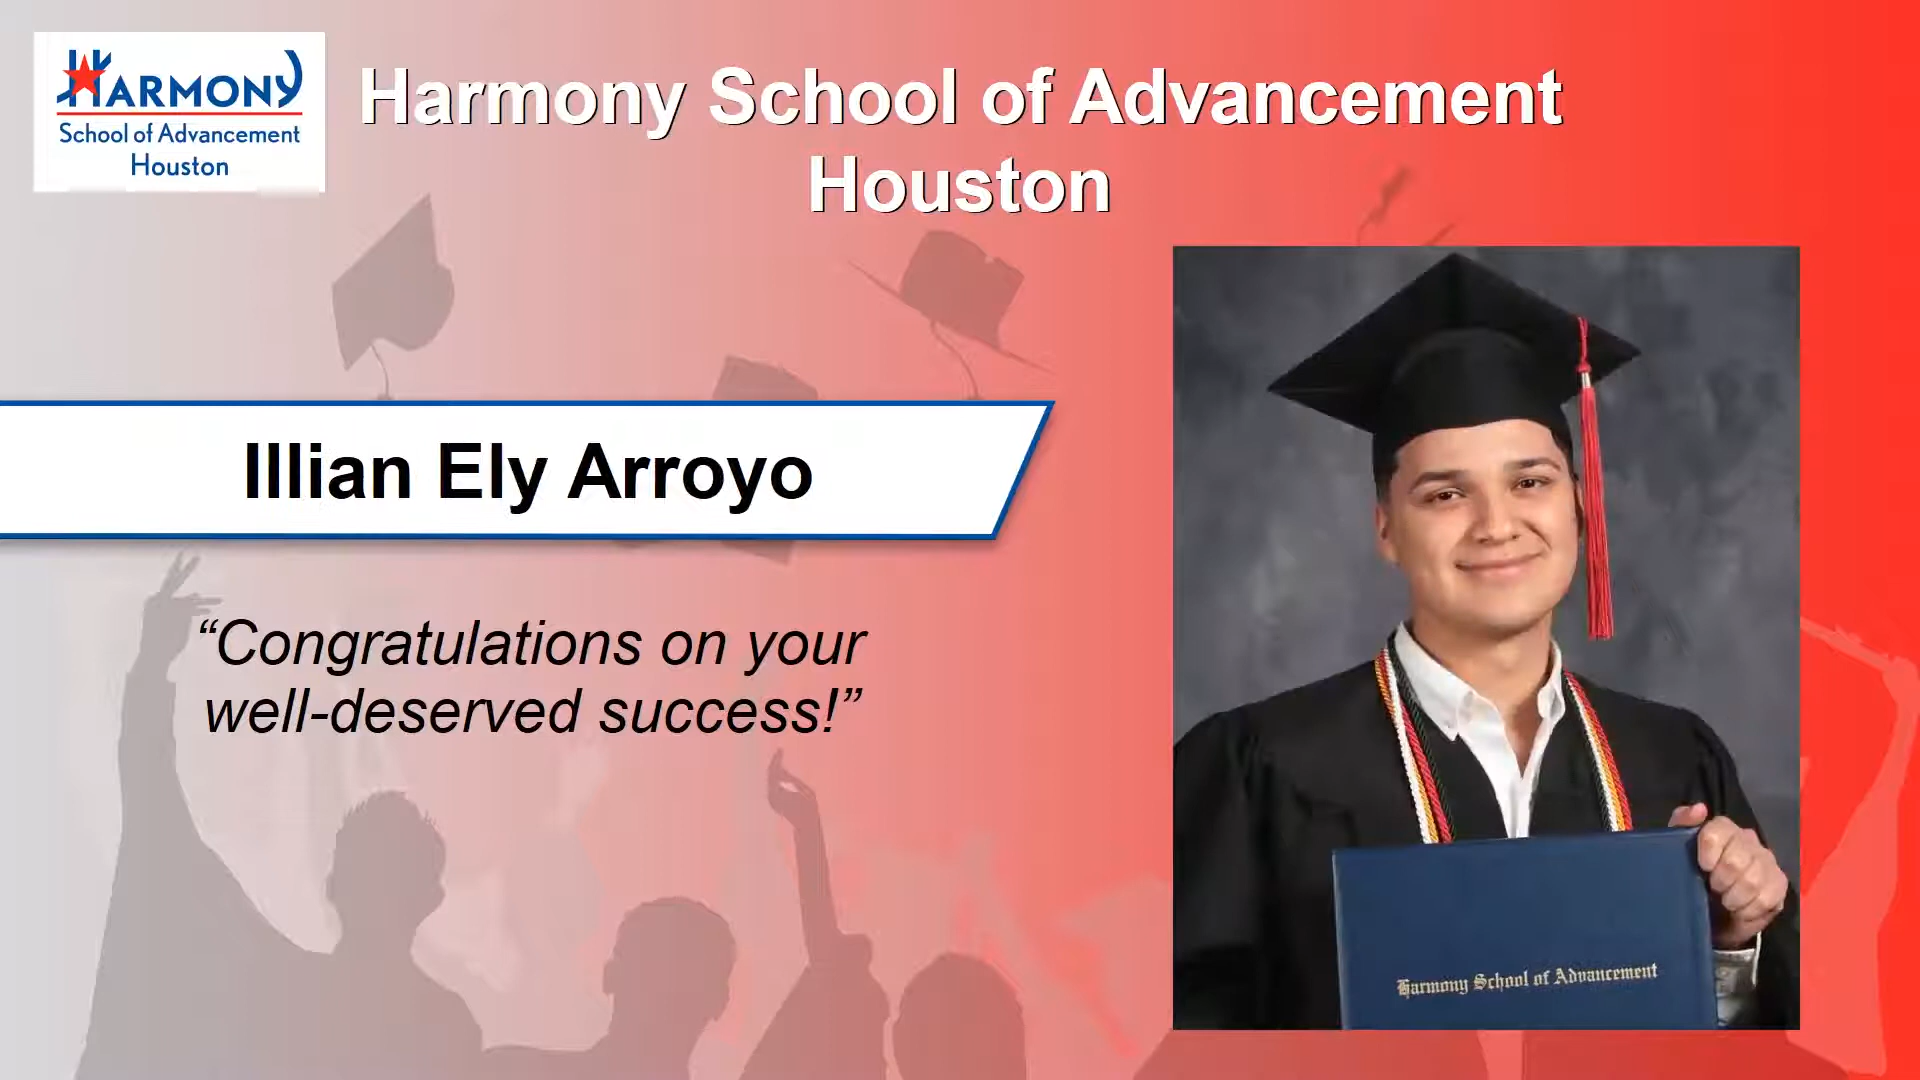 HARMONY
School of Advancement
Houston
Harmony School of Advancement
Houston
Illian Ely Arroyo
“Congratulations on your
well-deserved success!”
Harmony School of Advancement